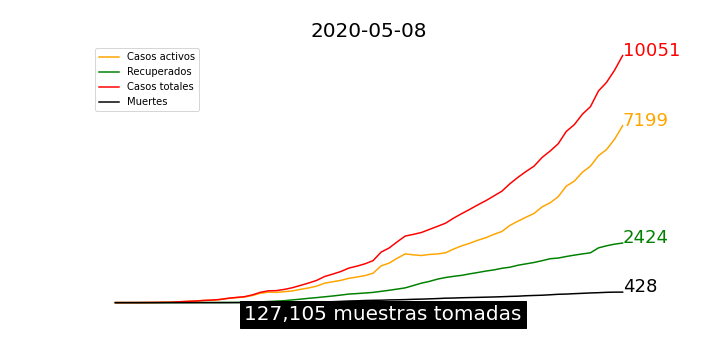 2020-05-08
Casos activos
Recuperados
Casos totales
Muertes
10051
7199
2424
428
127,105 muestras tomadas